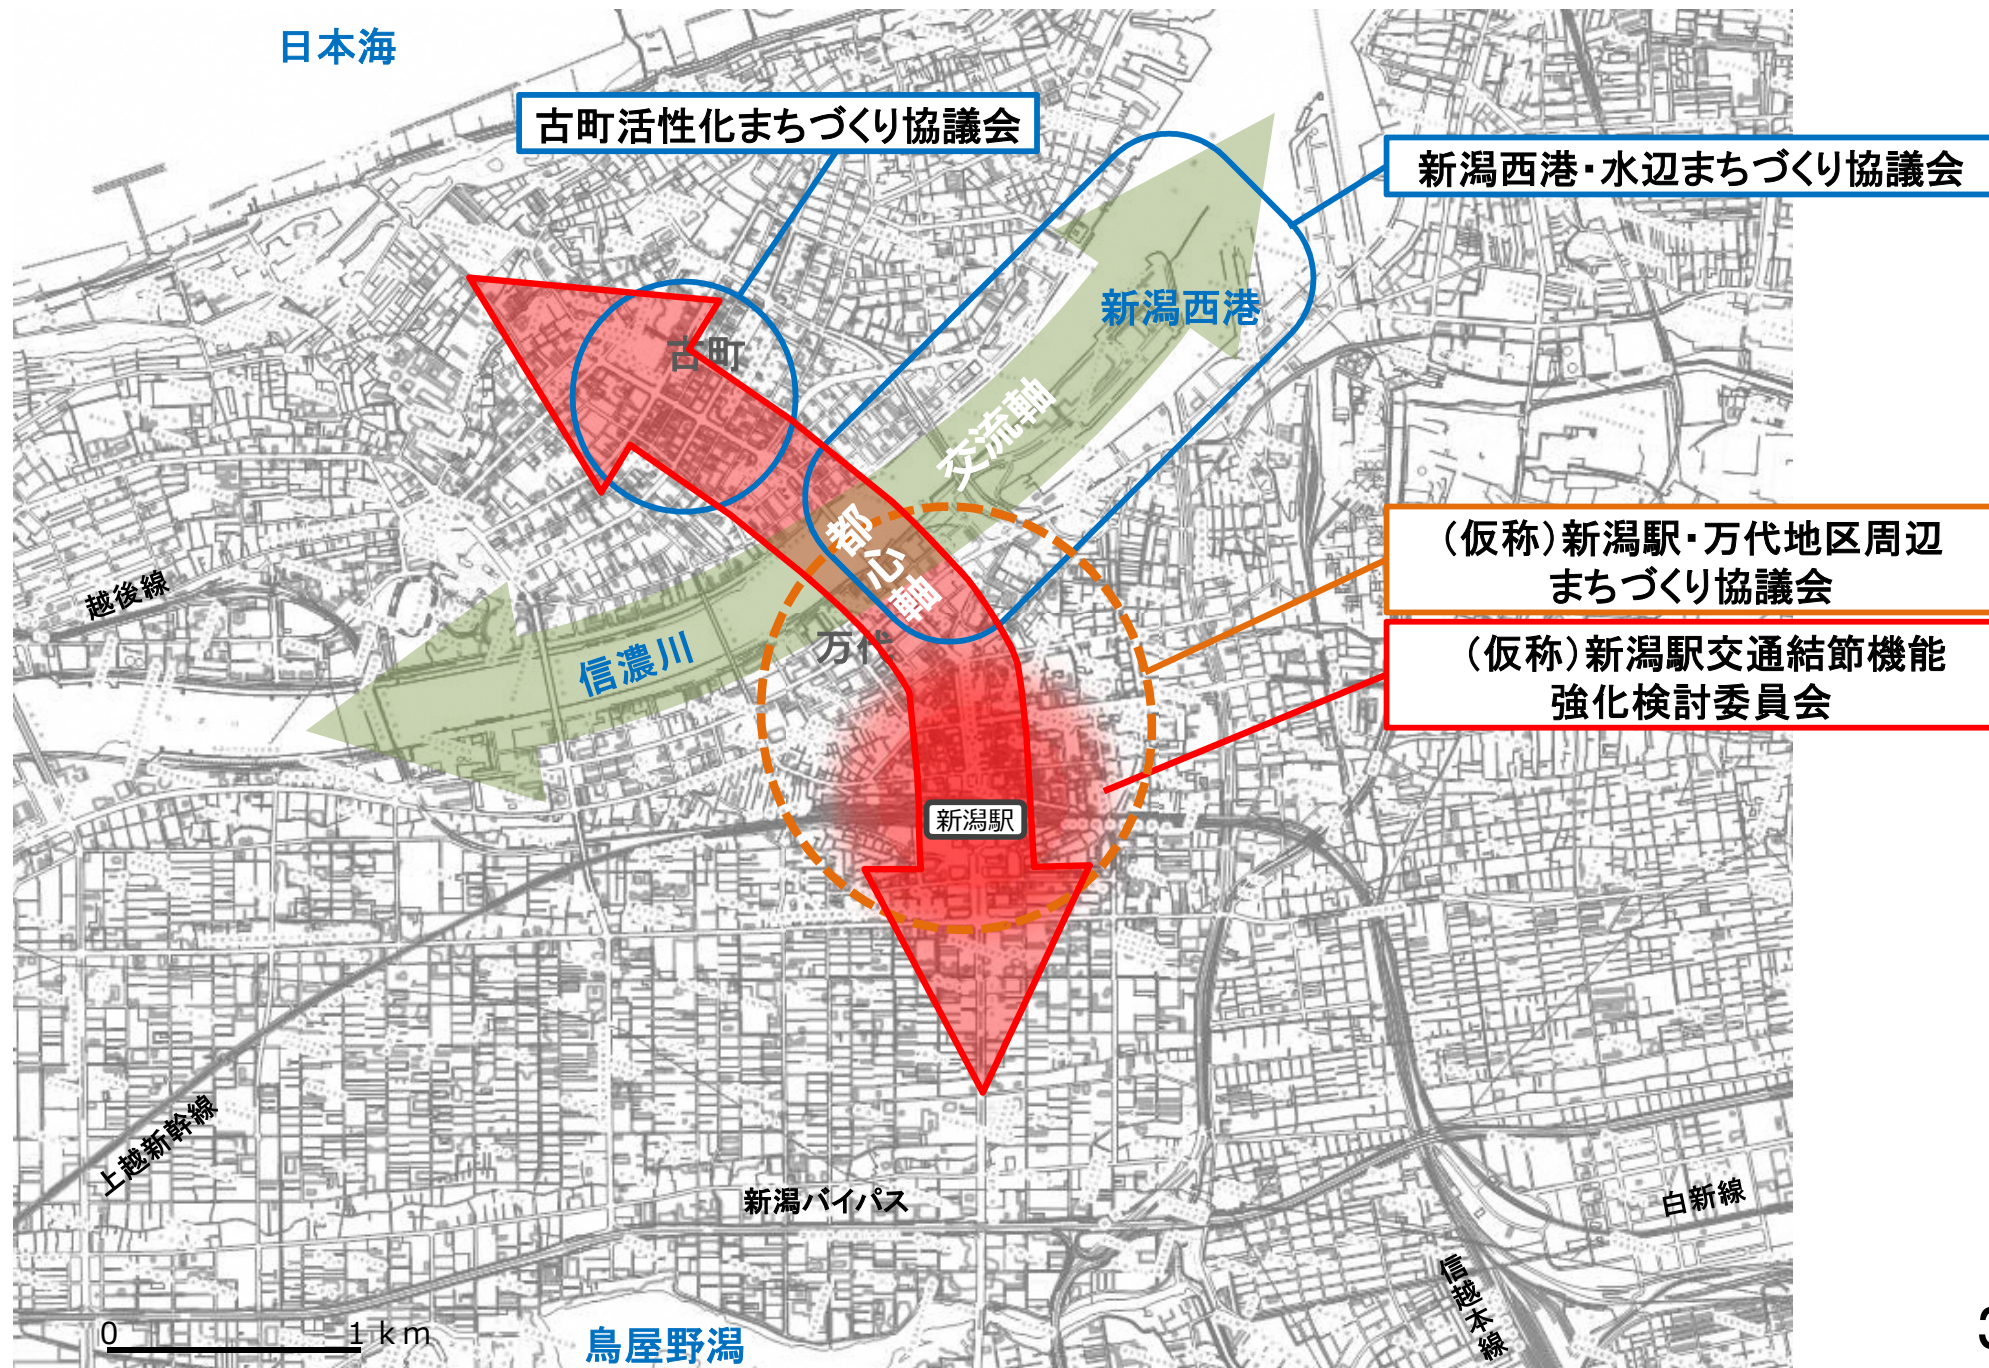 日本海
古町活性化まちづくり協議会
新潟西港・水辺まちづくり協議会
新潟西港
古町
交流軸
都心軸
(仮称)新潟駅・万代地区周辺
まちづくり協議会
越後線
万代
信濃川
(仮称)新潟駅交通結節機能
強化検討委員会
新潟駅
上越新幹線
新潟バイパス
白新線
信越本線
0 1km
鳥屋野潟